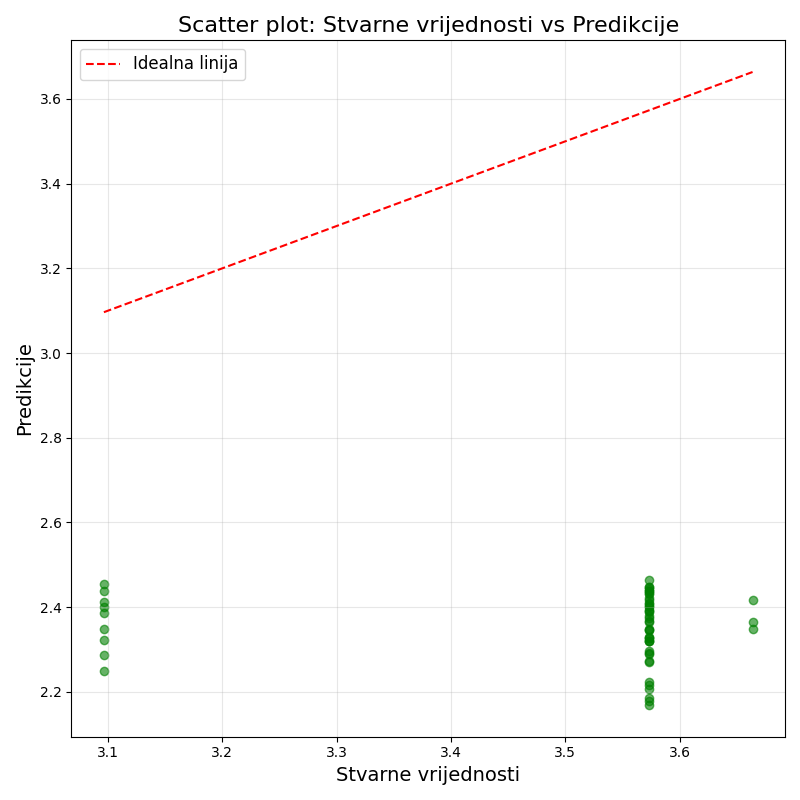 Scatter plot: Stvarne vrijednosti vs Predikcije
Idealna linija
Predikcije
3.6
3.4
3.2
3.0
2.8
2.6
2.4
2.2
3.1 3.2 3.3 3.4 3.5 3.6
Stvarne vrijednosti